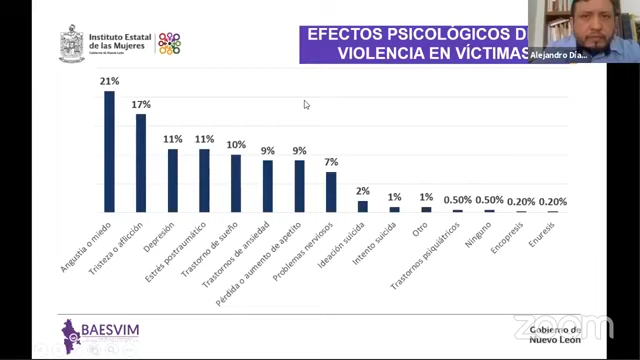 Instituto Estatal
de las Mujeres
EFECTOS PSICOLÓGICOS DE
VIOLENCIA EN VÍCTIMAS
Alejandro Día...
21%
17%
11%
11%
10%
9%
9%
7%
2%
1%
1%
0.50%
0.50%
0.20%
0.20%
Angustia o miedo
Tristeza o aflicción
Depresión
Estrés postraumático
Trastorno de sueño
Trastornos de ansiedad
Pérdida o aumento de apetito
Problemas nerviosos
Ideación suicida
Intento suicida
Otro
Trastornos psiquiátricos
Ninguno
Encopresis
Enuresis
BAESVIM
zoom
Gobierno de
Nuevo León